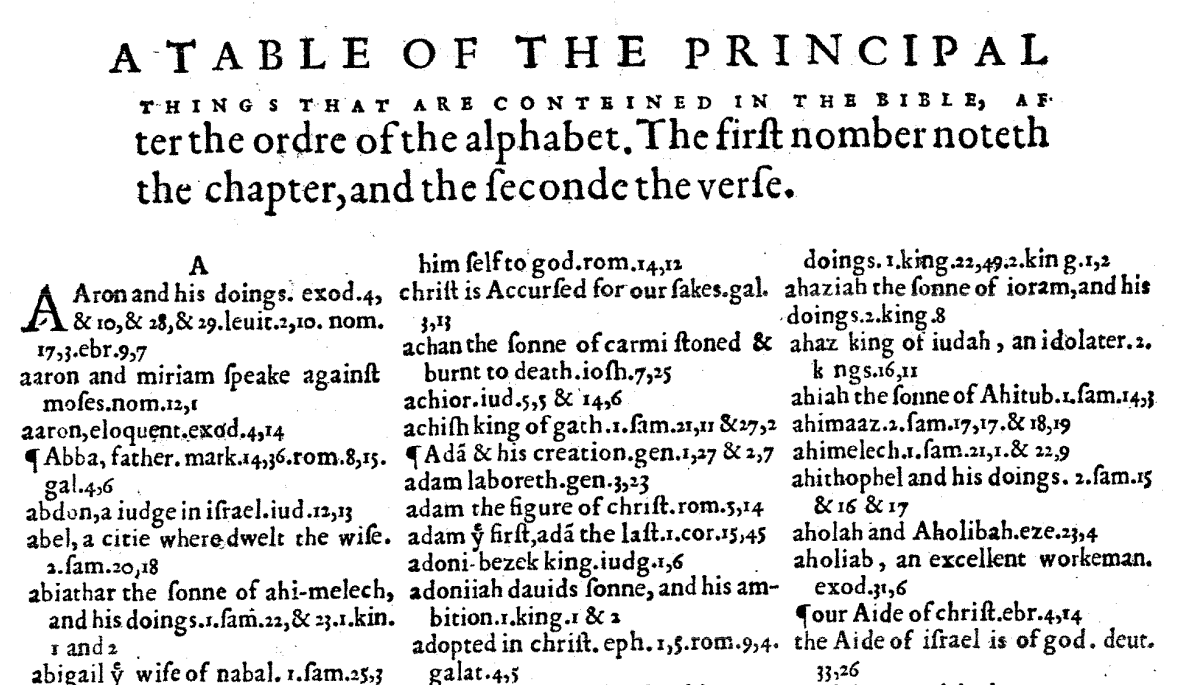 A TABLE OF THE PRINCIPAL
THINGS THAT ARE CONTEINED IN THE BIBLE, AF-
ter the ordre of the alphabet. The firſt nomber noteth
the chapter, and the ſeconde the verſe.
A
AAron and his doings. exod.4,
& 10,& 28,& 29.leuit.2,10. nom.
17,3.ebr.9,7
aaron and miriam ſpeake againſt
moſes.nom.12,1
aaron,eloquent.exod.4,14
¶Abba, father. mark.14,36.rom.8,15.
gal.4,6
abdon,a iudge in iſrael.iud.12,13
abel, a citie where dwelt the wiſe.
2.ſam.20,18
abiathar the ſonne of ahi-melech,
and his doings.1.ſam.22,& 23.1.kin.
1 and 2
abigail yͤ wife of nabal. 1.ſam.25,3
him ſelf to god.rom.14,12
chriſt is Accurſed for our ſakes.gal.
3,13
achan the ſonne of carmi ſtoned &
burnt to death.ioſh.7,25
achior.iud.5,5 & 14,6
achiſh king of gath.1.ſam.21,11 &27,2
¶Adã & his creation.gen.1,27 & 2,7
adam laboreth.gen.3,23
adam the figure of chriſt.rom.5,14
adam yͤ firſt,adã the laſt.1.cor.15,45
adoni-bezek king.iudg.1,6
adoniiah dauids ſonne, and his am-
bition.1.king.1 & 2
adopted in chriſt. eph.1,5.rom.9,4.
galat.4,5
doings. 1.king.22,49.2.kin g.1,2
ahaziah the ſonne of ioram,and his
doings.2.king.8
ahaz king of iudah, an idolater.2.
k ngs.16,11
ahiah the ſonne of Ahitub.1.ſam.14,3
ahimaaz.2.ſam.17,17.& 18,19
ahimelech.1.ſam.21,1.& 22,9
ahithophel and his doings. 2.ſam.15
& 16 & 17
aholah and Aholibah.eze.23,4
aholiab, an excellent workeman.
exod.31,6
¶our Aide of chriſt.ebr.4,14
the Aide of iſrael is of god. deut.
33,26